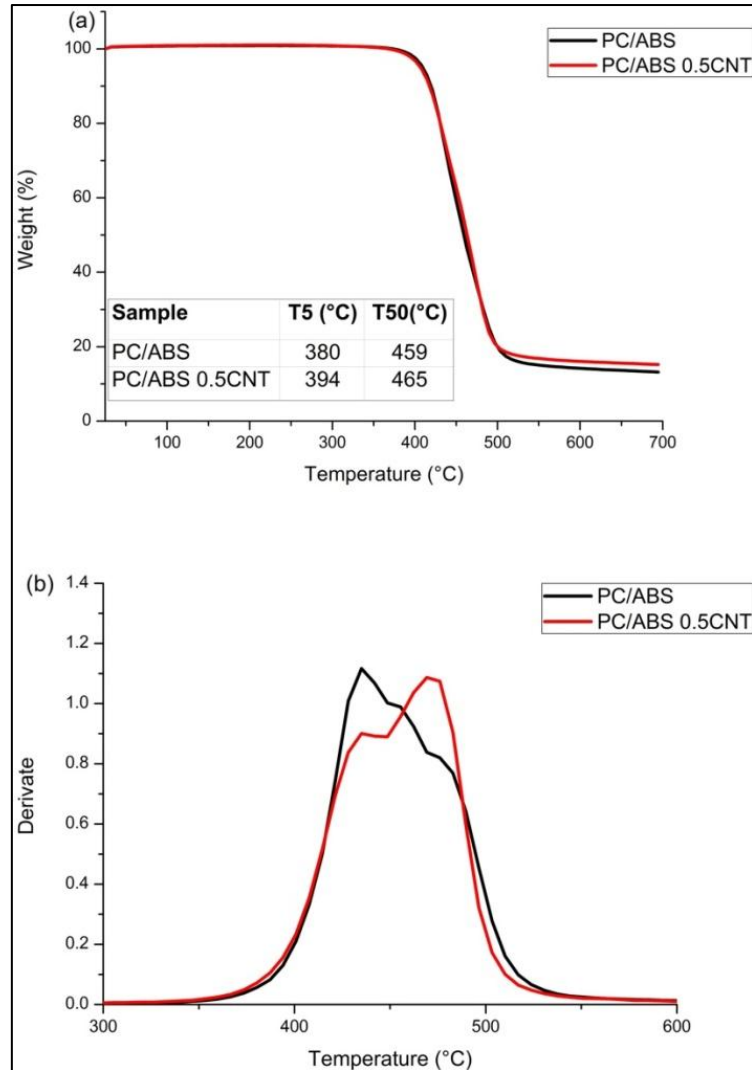 (a)
PC/ABS
PC/ABS 0.5CNT
100
80
60
40
20
0
Weight (%)
Sample T5 (°C) T50(°C)
PC/ABS 380 459
PC/ABS 0.5CNT 394 465
100 200 300 400 500 600 700
Temperature (°C)
(b)
PC/ABS
PC/ABS 0.5CNT
1.4
1.2
1.0
0.8
0.6
0.4
0.2
0.0
Derivate
300 400 500 600
Temperature (°C)